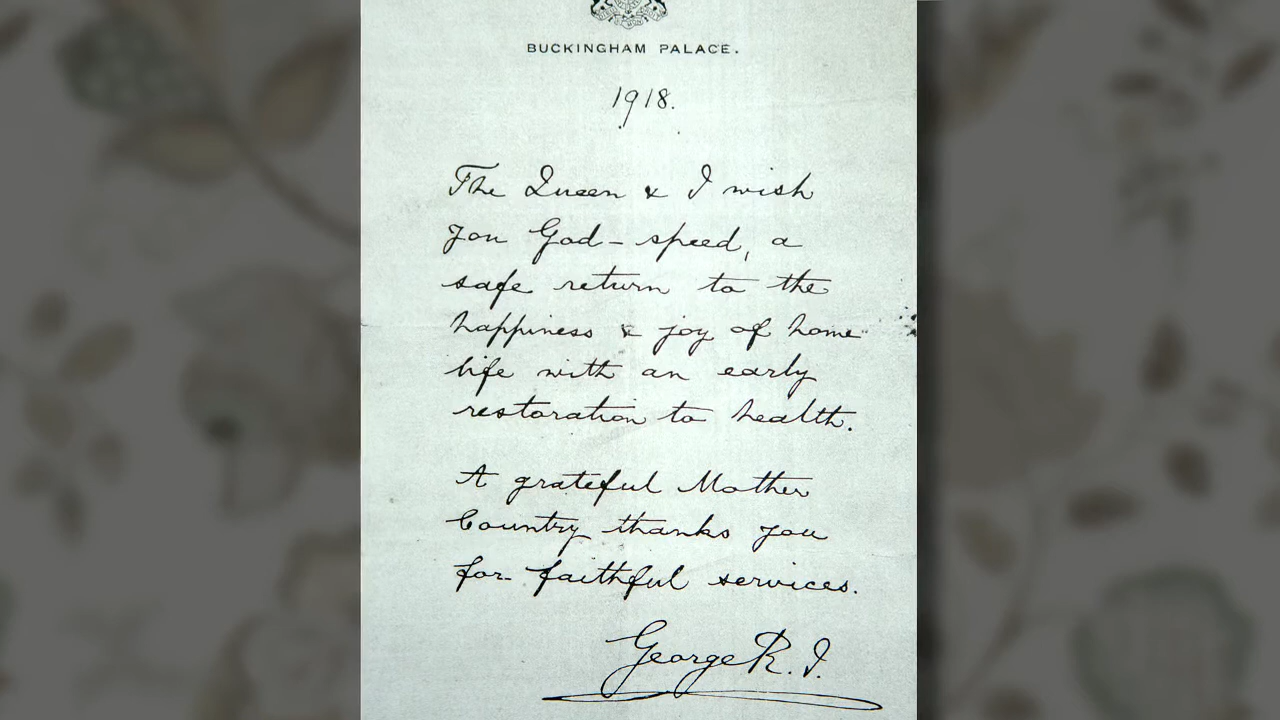 BUCKINGHAM PALACE.
1918.
The Queen & I wish
you God-speed, a
safe return to the
happiness & joy of home
life with an early
restoration to health.
A grateful Mother
Country thanks you
for faithful services.
George R.I.